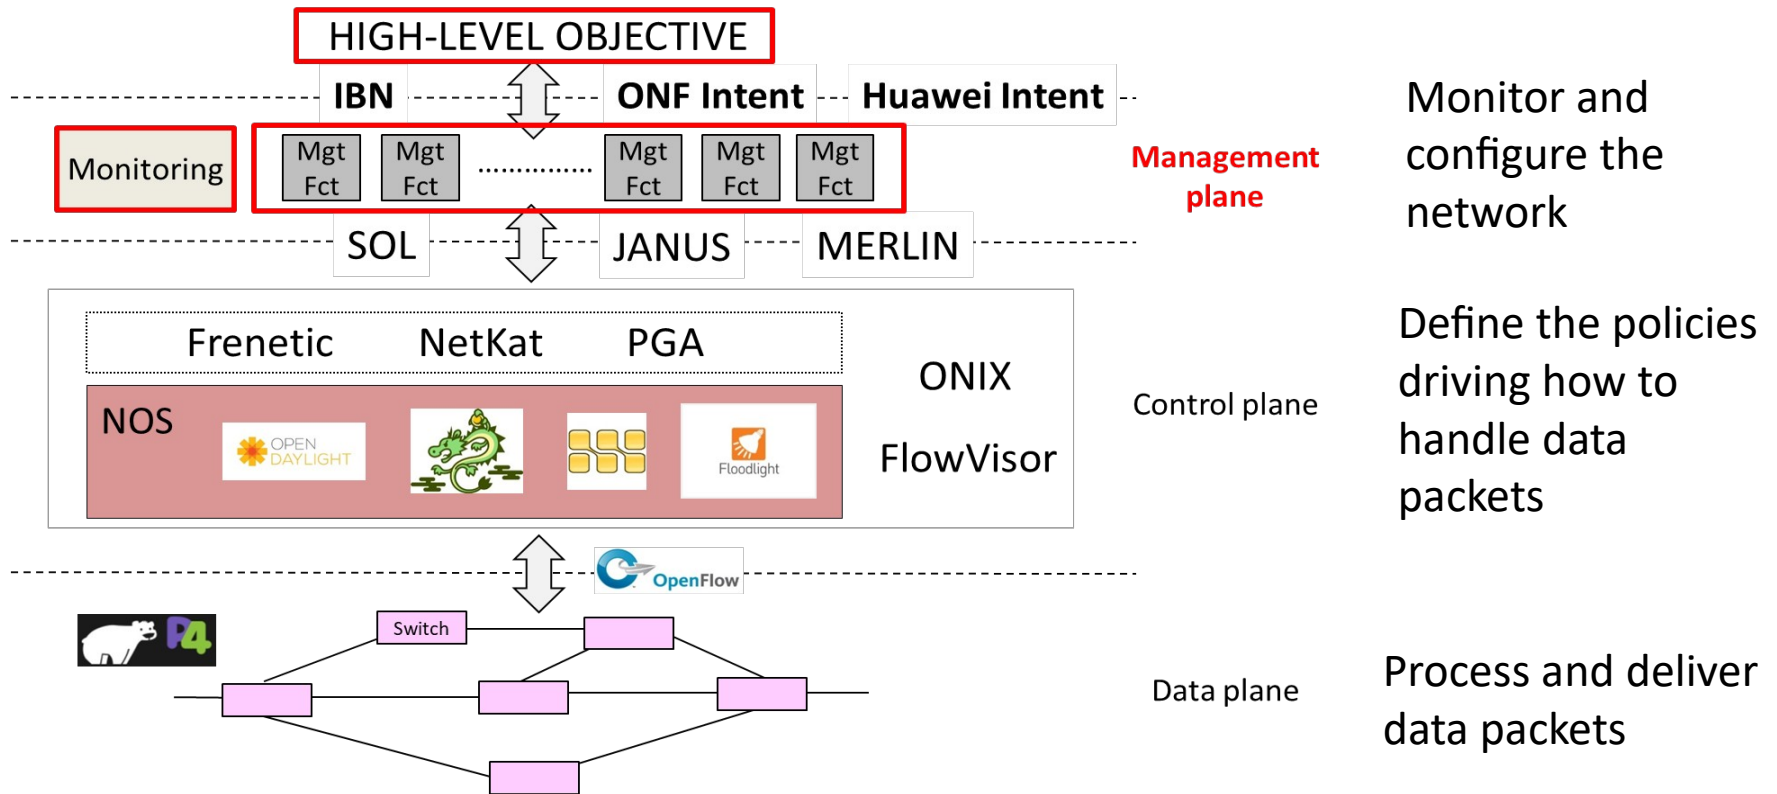 HIGH-LEVEL OBJECTIVE
IBN
ONF Intent
Huawei Intent
Monitoring
Mgt
Fct
Mgt
Fct
...............
Mgt
Fct
Mgt
Fct
Mgt
Fct
Management
plane
Monitor and
configure the
network
SOL
JANUS
MERLIN
Frenetic
NetKat
PGA
ONIX
FlowVisor
NOS
OPEN
DAYLIGHT
Floodlight
Control plane
Define the policies
driving how to
handle data
packets
OpenFlow
P4
Switch
Data plane
Process and deliver
data packets